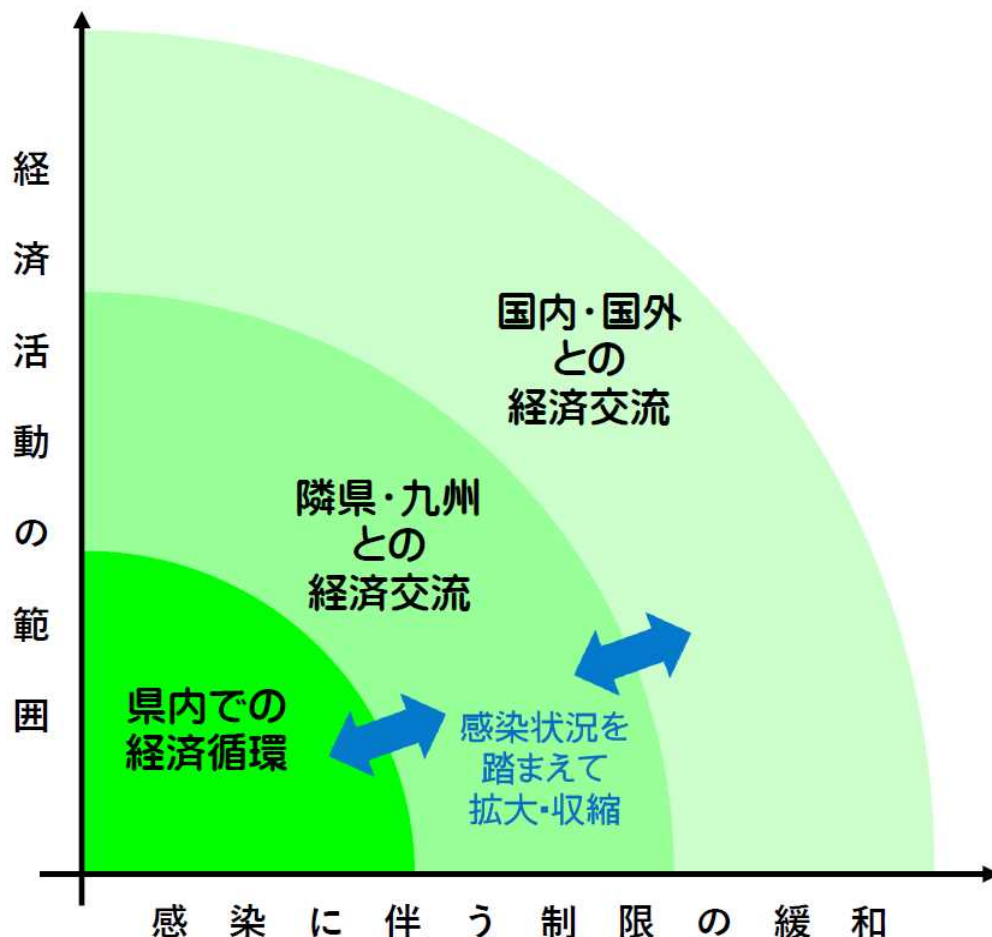 経済活動の範囲
国内・国外
との
経済交流
隣県・九州
との
経済交流
県内での
経済循環
感染状況を
踏まえて
拡大・収縮
感染に伴う制限の緩和